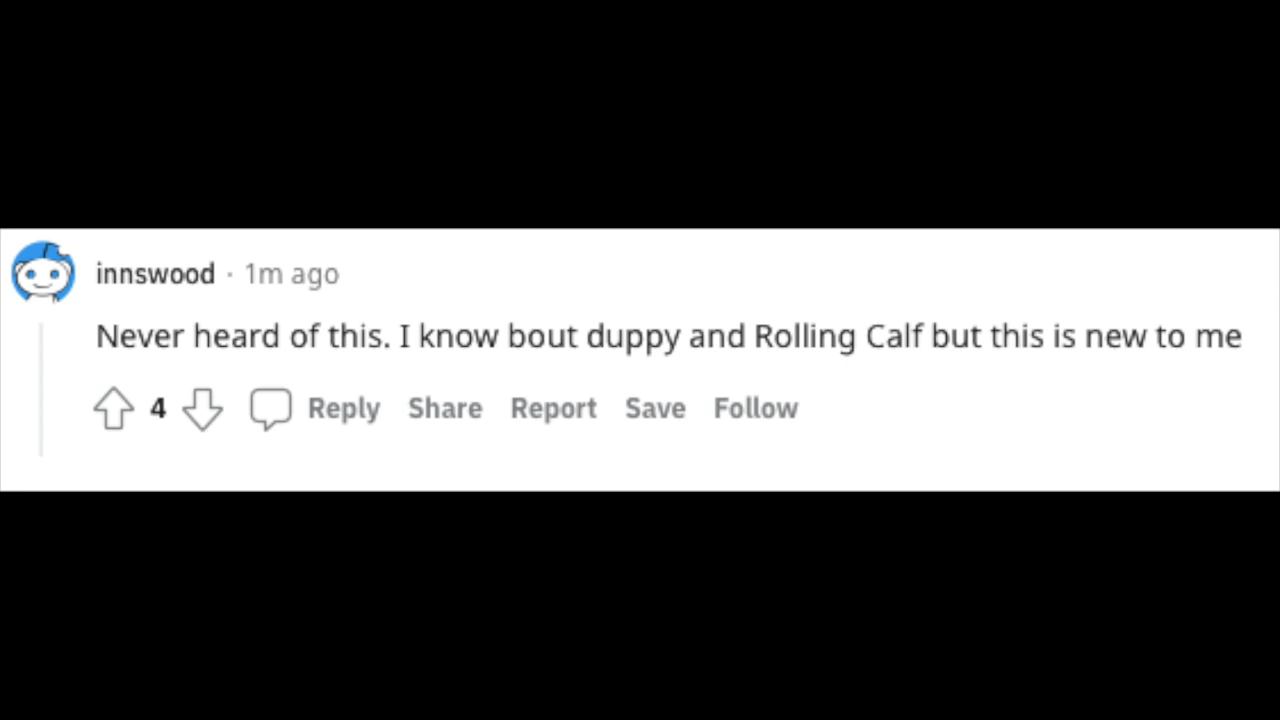 innswood · 1m ago
Never heard of this. I know bout duppy and Rolling Calf but this is new to me
4 Reply Share Report Save Follow